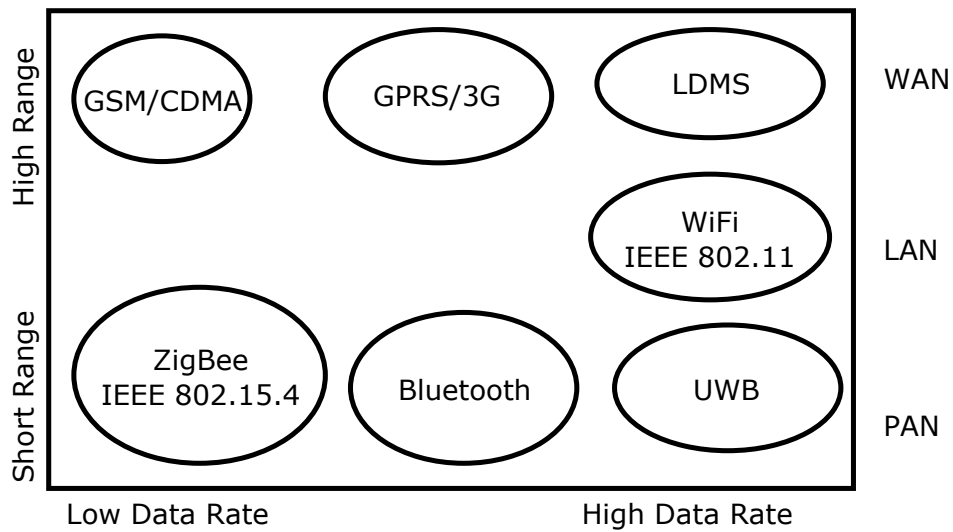 High Range
GSM/CDMA
GPRS/3G
LDMS
WAN
WiFi
IEEE 802.11
LAN
Short Range
ZigBee
IEEE 802.15.4
Bluetooth
UWB
PAN
Low Data Rate
High Data Rate